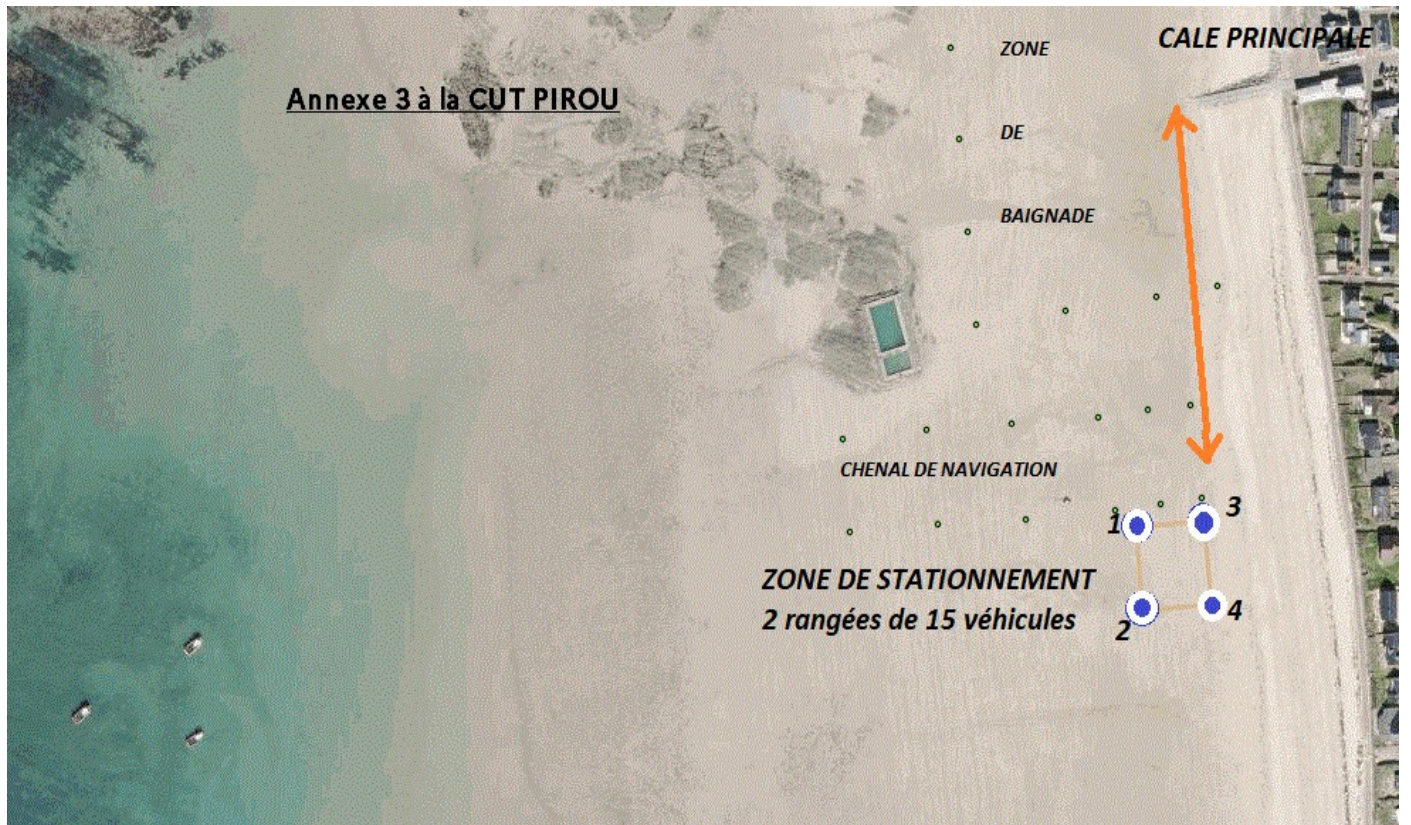 ZONE
CALE PRINCIPALE
Annexe 3 à la CUT PIROU
DE
BAIGNADE
CHENAL DE NAVIGATION
1
3
ZONE DE STATIONNEMENT
2 rangées de 15 véhicules
2
4